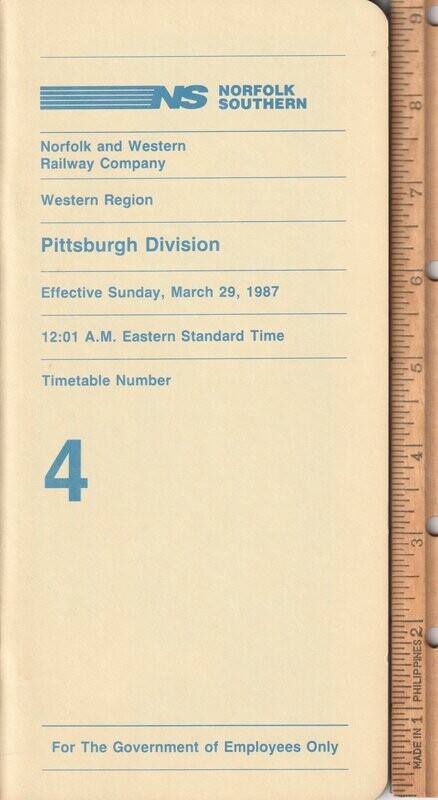 NS NORFOLK
SOUTHERN
Norfolk and Western
Railway Company
Western Region
Pittsburgh Division
Effective Sunday, March 29, 1987
12:01 A.M. Eastern Standard Time
Timetable Number
4
For The Government of Employees Only
9
8
7
6
5
4
3
2
1
MADE IN PHILIPPINES